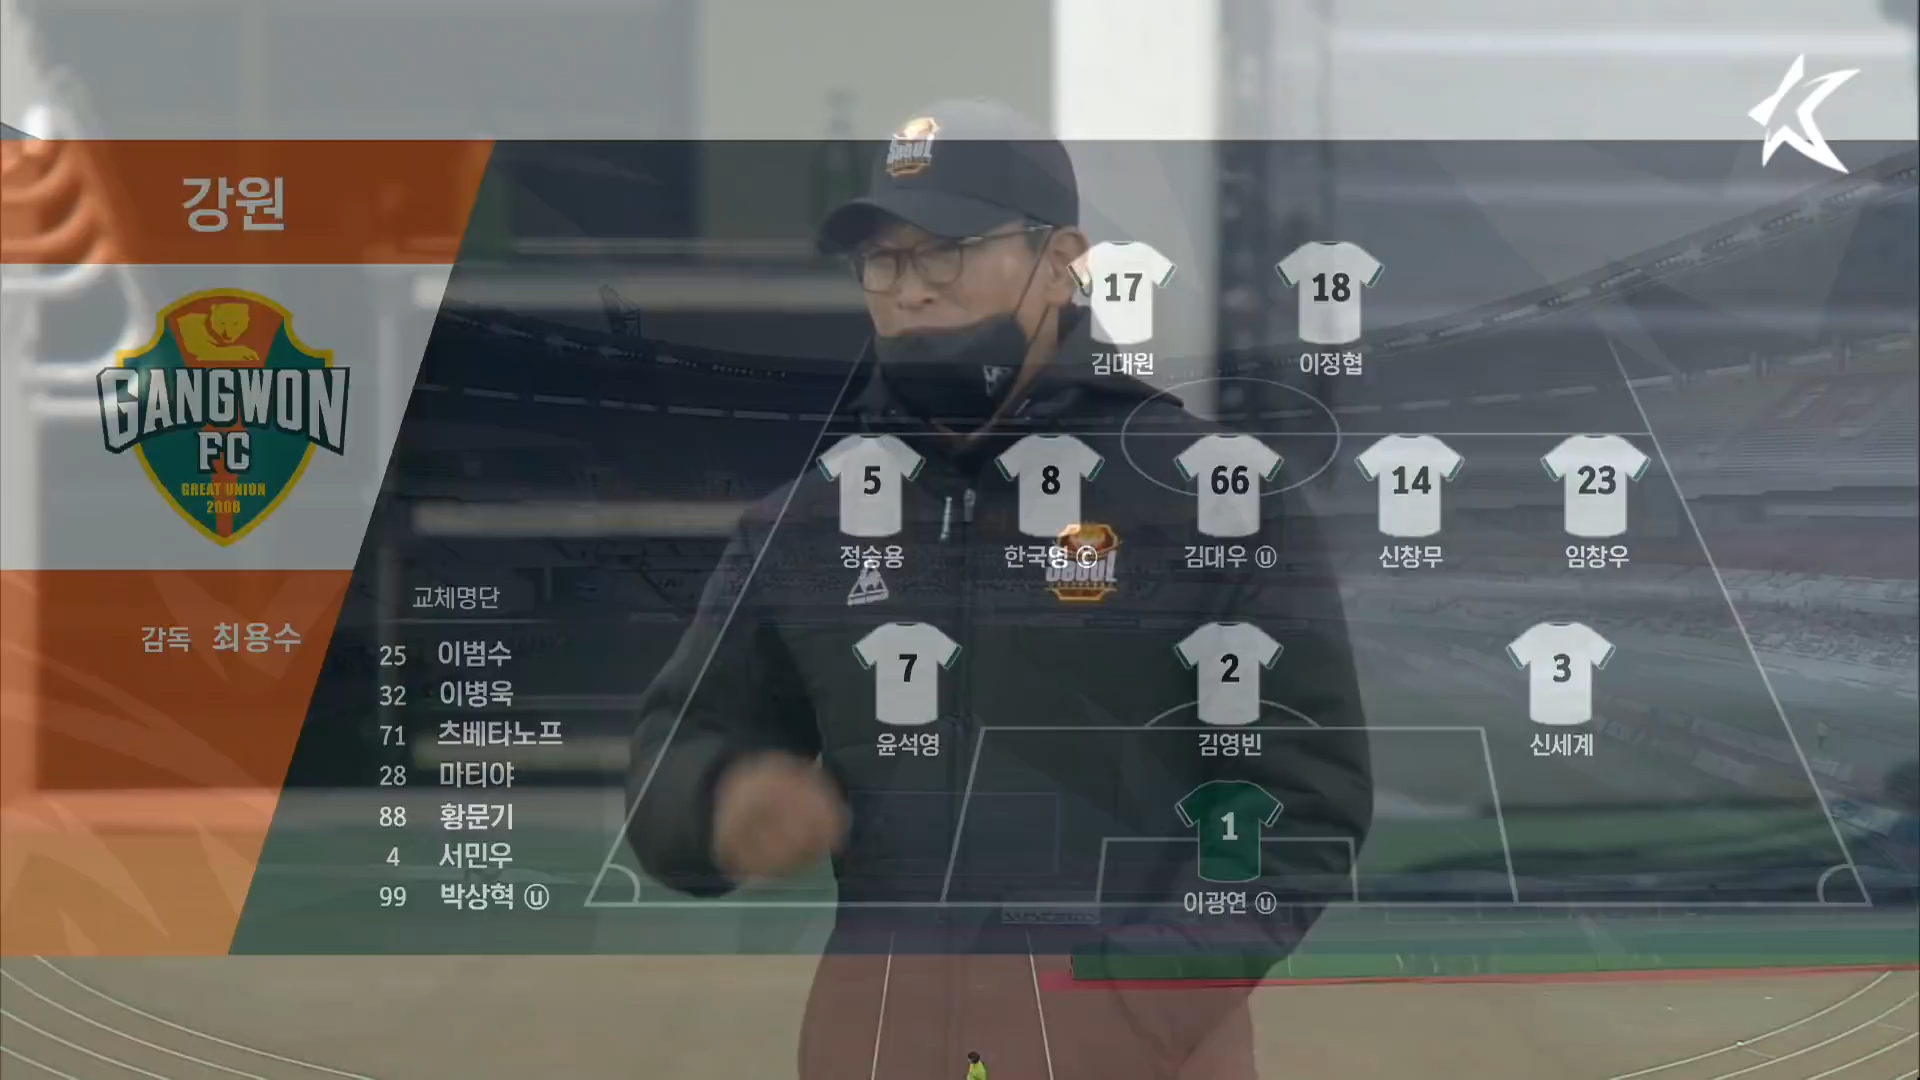 강원
GANGWON
FC
GREAT UNION
2008
감독 최용수
교체명단
25 이범수
32 이병욱
71 츠베타노프
28 마티야
88 황문기
4 서민우
99 박상혁 ⓤ
17 18
김대원 이정협
5 8 66 14 23
정승용 한국영 ⓒ 김대우 ⓤ 신창무 임창우
7 2 3
윤석영 김영빈 신세계
1
이광연 ⓤ
SEOUL
SEOUL